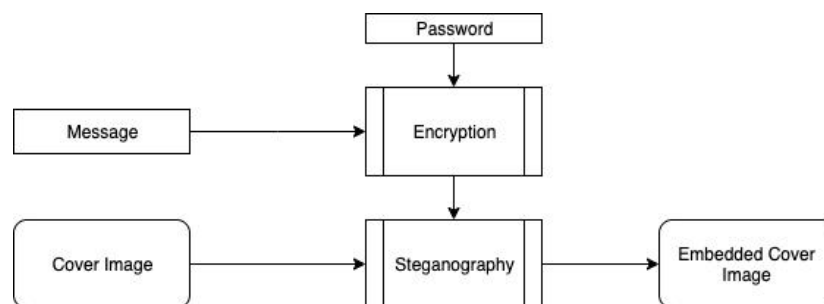 Password
Message
Encryption
Cover Image
Steganography
Embedded Cover
Image